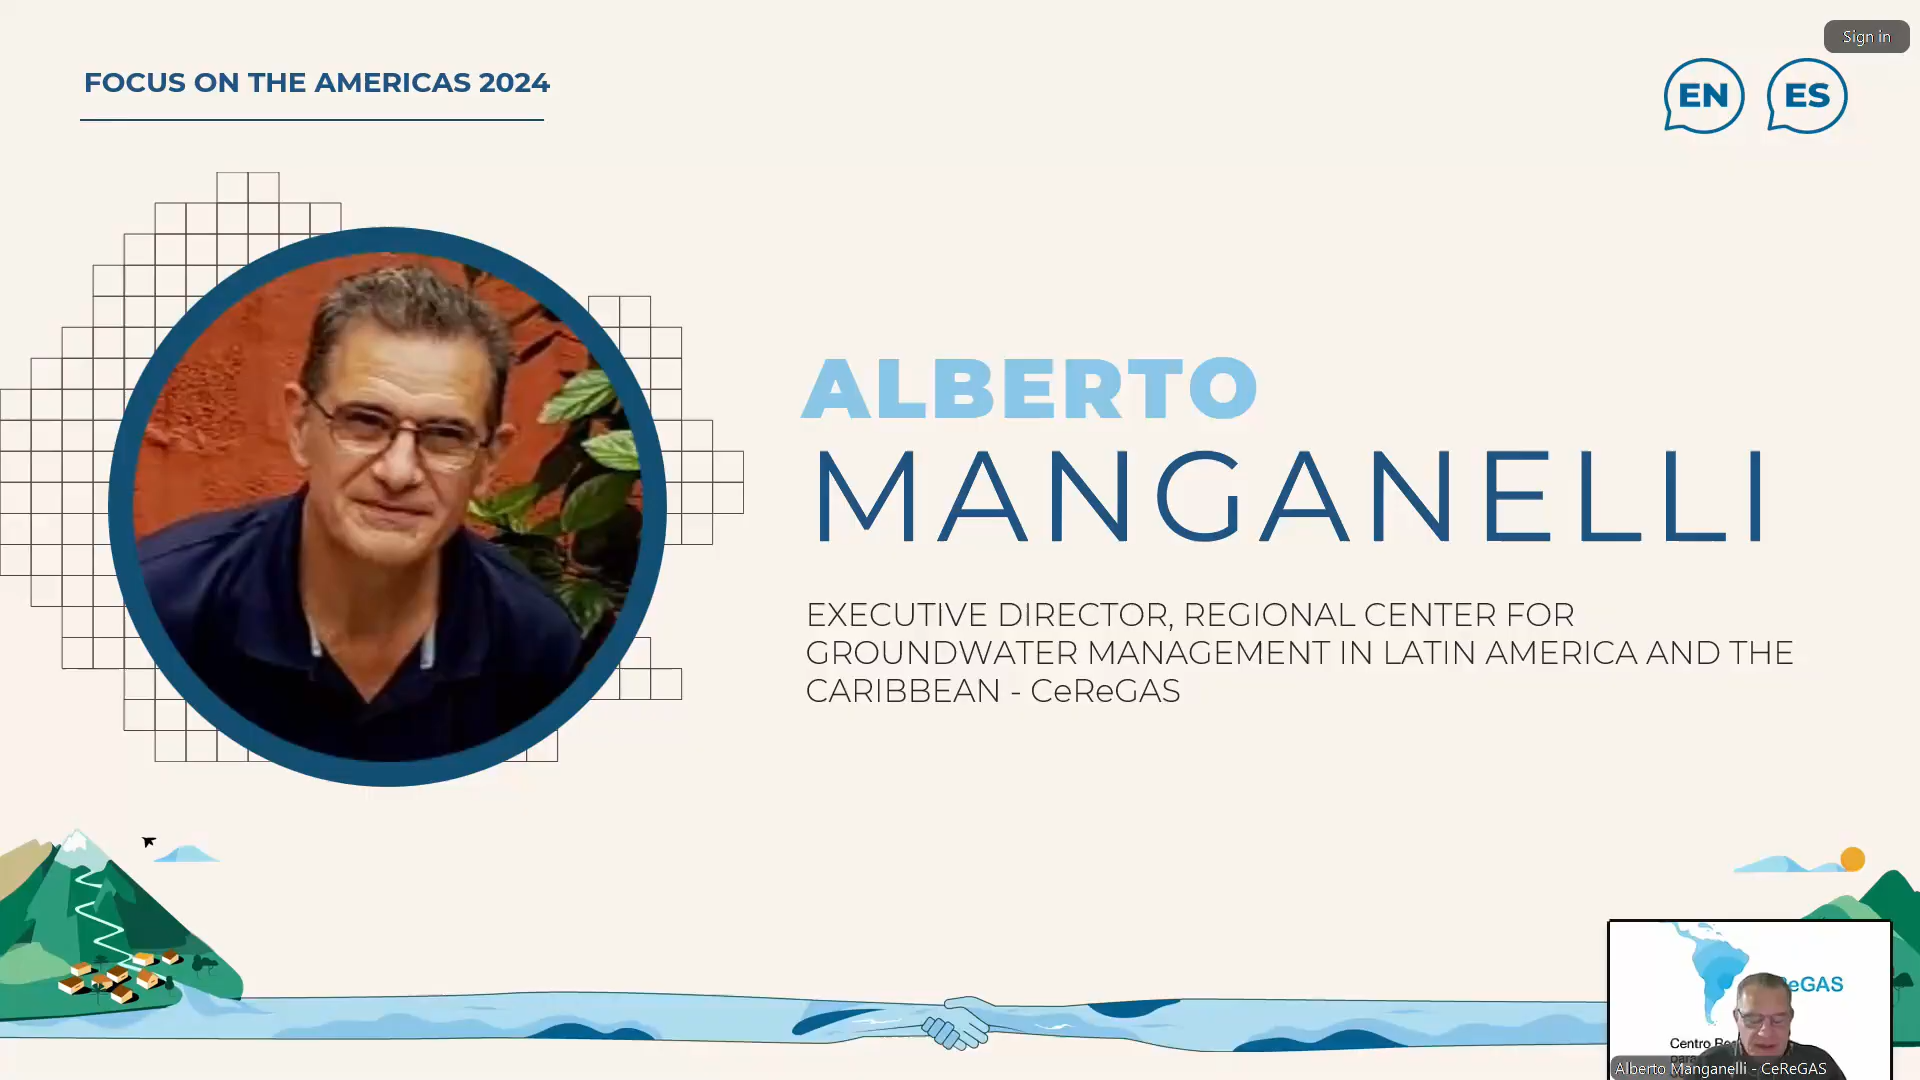 Sign in
FOCUS ON THE AMERICAS 2024
EN ES
ALBERTO
MANGANELLI
EXECUTIVE DIRECTOR, REGIONAL CENTER FOR
GROUNDWATER MANAGEMENT IN LATIN AMERICA AND THE
CARIBBEAN - CeReGAS
eGAS
Centro
Alberto Manganelli - CeReGAS